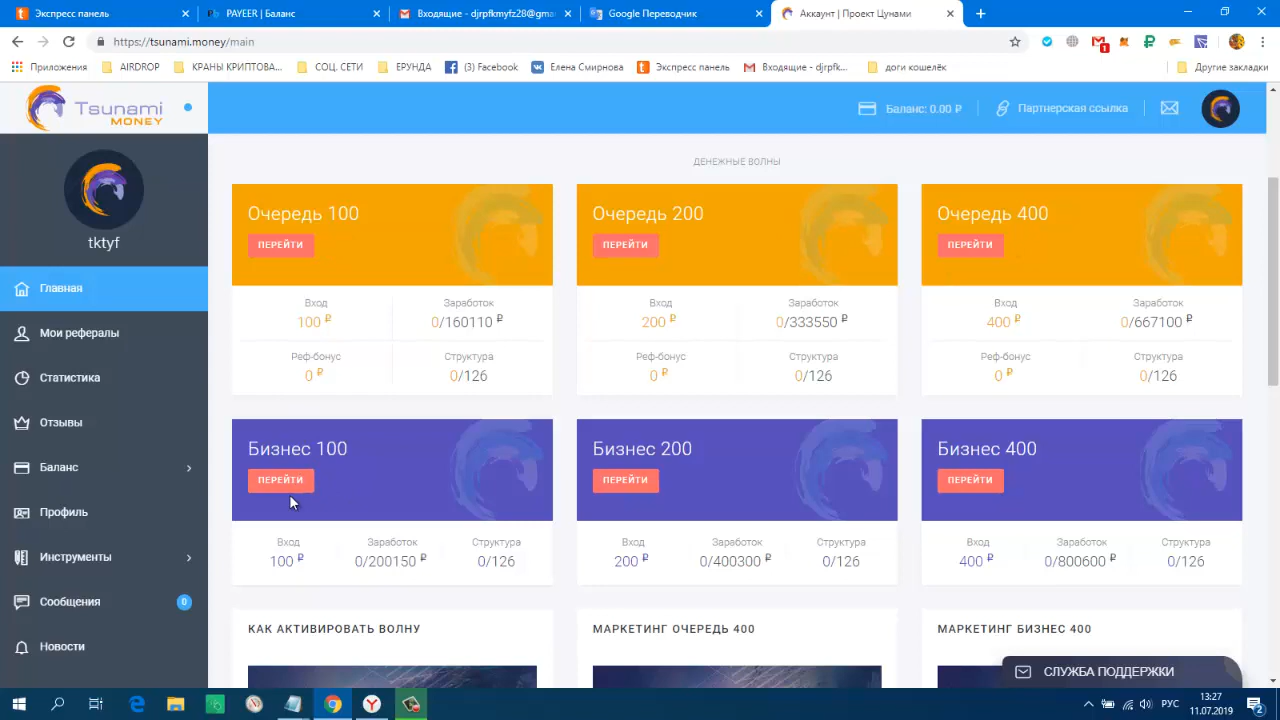 Экспресс панель
PAYEER | Баланс
Входящие - djrpfkmyfz28@gma
Google Переводчик
Аккаунт | Проект Цунами
https://tsunami.money/main
1
Приложения
AIRDROP
КРАНЫ КРИПТОВА...
СОЦ. СЕТИ
ЕРУНДА
(3) Facebook
Елена Смирнова
Экспресс панель
Входящие - djrpfk...
доги кошелёк
Другие закладки
Tsunami
MONEY
Баланс: 0.00 ₽
Партнерская ссылка
tktyf
Главная
Мои рефералы
Статистика
Отзывы
Баланс
Профиль
Инструменты
Сообщения
0
Новости
ДЕНЕЖНЫЕ ВОЛНЫ
Очередь 100
ПЕРЕЙТИ
Вход
Заработок
100 ₽
0/160110 ₽
Реф-бонус
Структура
0 ₽
0/126
Очередь 200
ПЕРЕЙТИ
Вход
Заработок
200 ₽
0/333550 ₽
Реф-бонус
Структура
0 ₽
0/126
Очередь 400
ПЕРЕЙТИ
Вход
Заработок
400 ₽
0/667100 ₽
Реф-бонус
Структура
0 ₽
0/126
Бизнес 100
ПЕРЕЙТИ
Вход
Заработок
Структура
100 ₽
0/200150 ₽
0/126
Бизнес 200
ПЕРЕЙТИ
Вход
Заработок
Структура
200 ₽
0/400300 ₽
0/126
Бизнес 400
ПЕРЕЙТИ
Вход
Заработок
Структура
400 ₽
0/800600 ₽
0/126
КАК АКТИВИРОВАТЬ ВОЛНУ
МАРКЕТИНГ ОЧЕРЕДЬ 400
МАРКЕТИНГ БИЗНЕС 400
СЛУЖБА ПОДДЕРЖКИ
РУС
13:27
11.07.2019
2